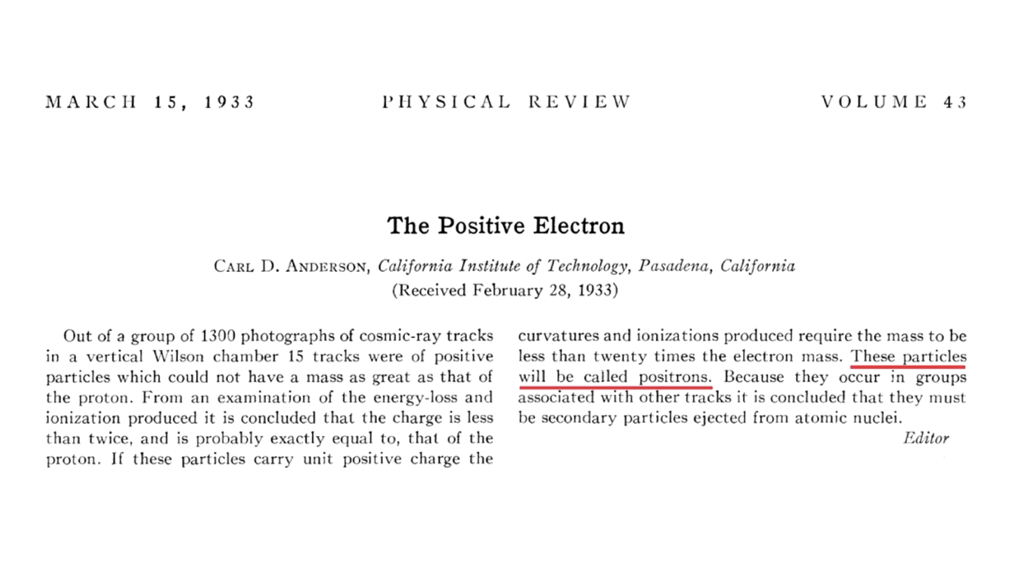 MARCH 15, 1933 PHYSICAL REVIEW VOLUME 43
The Positive Electron
CARL D. ANDERSON, California Institute of Technology, Pasadena, California
(Received February 28, 1933)
Out of a group of 1300 photographs of cosmic-ray tracks
in a vertical Wilson chamber 15 tracks were of positive
particles which could not have a mass as great as that of
the proton. From an examination of the energy-loss and
ionization produced it is concluded that the charge is less
than twice, and is probably exactly equal to, that of the
proton. If these particles carry unit positive charge the
curvatures and ionizations produced require the mass to be
less than twenty times the electron mass. These particles
will be called positrons. Because they occur in groups
associated with other tracks it is concluded that they must
be secondary particles ejected from atomic nuclei.
Editor